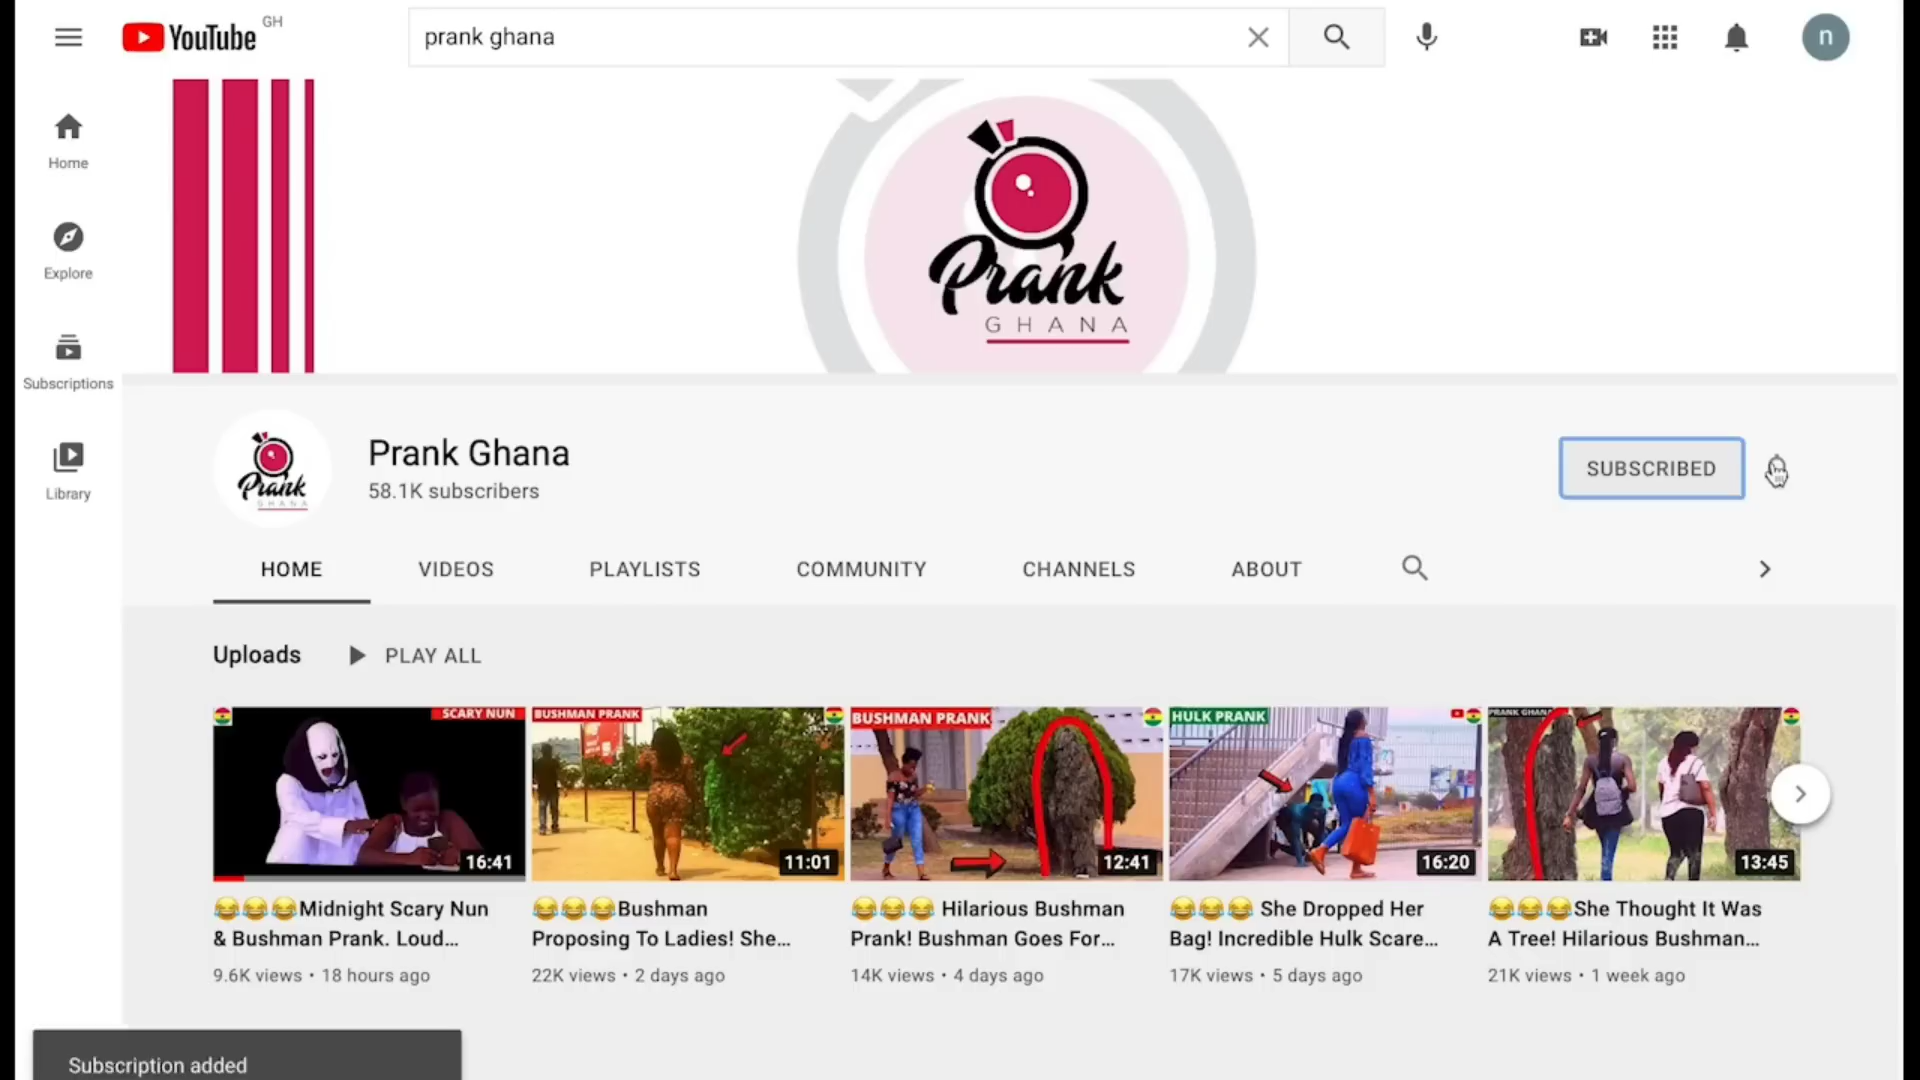 YouTube GH
prank ghana
n
Home
Explore
Subscriptions
Library
Prank
GHANA
Prank
GHANA
Prank Ghana
58.1K subscribers
SUBSCRIBED
HOME VIDEOS PLAYLISTS COMMUNITY CHANNELS ABOUT
Uploads PLAY ALL
SCARY NUN
16:41
BUSHMAN PRANK
11:01
BUSHMAN PRANK
12:41
HULK PRANK
16:20
PRANK GHANA
13:45
😂😂😂Midnight Scary Nun
& Bushman Prank. Loud...
9.6K views • 18 hours ago
😂😂😂Bushman
Proposing To Ladies! She...
22K views • 2 days ago
😂😂😂 Hilarious Bushman
Prank! Bushman Goes For...
14K views • 4 days ago
😂😂😂 She Dropped Her
Bag! Incredible Hulk Scare...
17K views • 5 days ago
😂😂😂She Thought It Was
A Tree! Hilarious Bushman...
21K views • 1 week ago
Subscription added